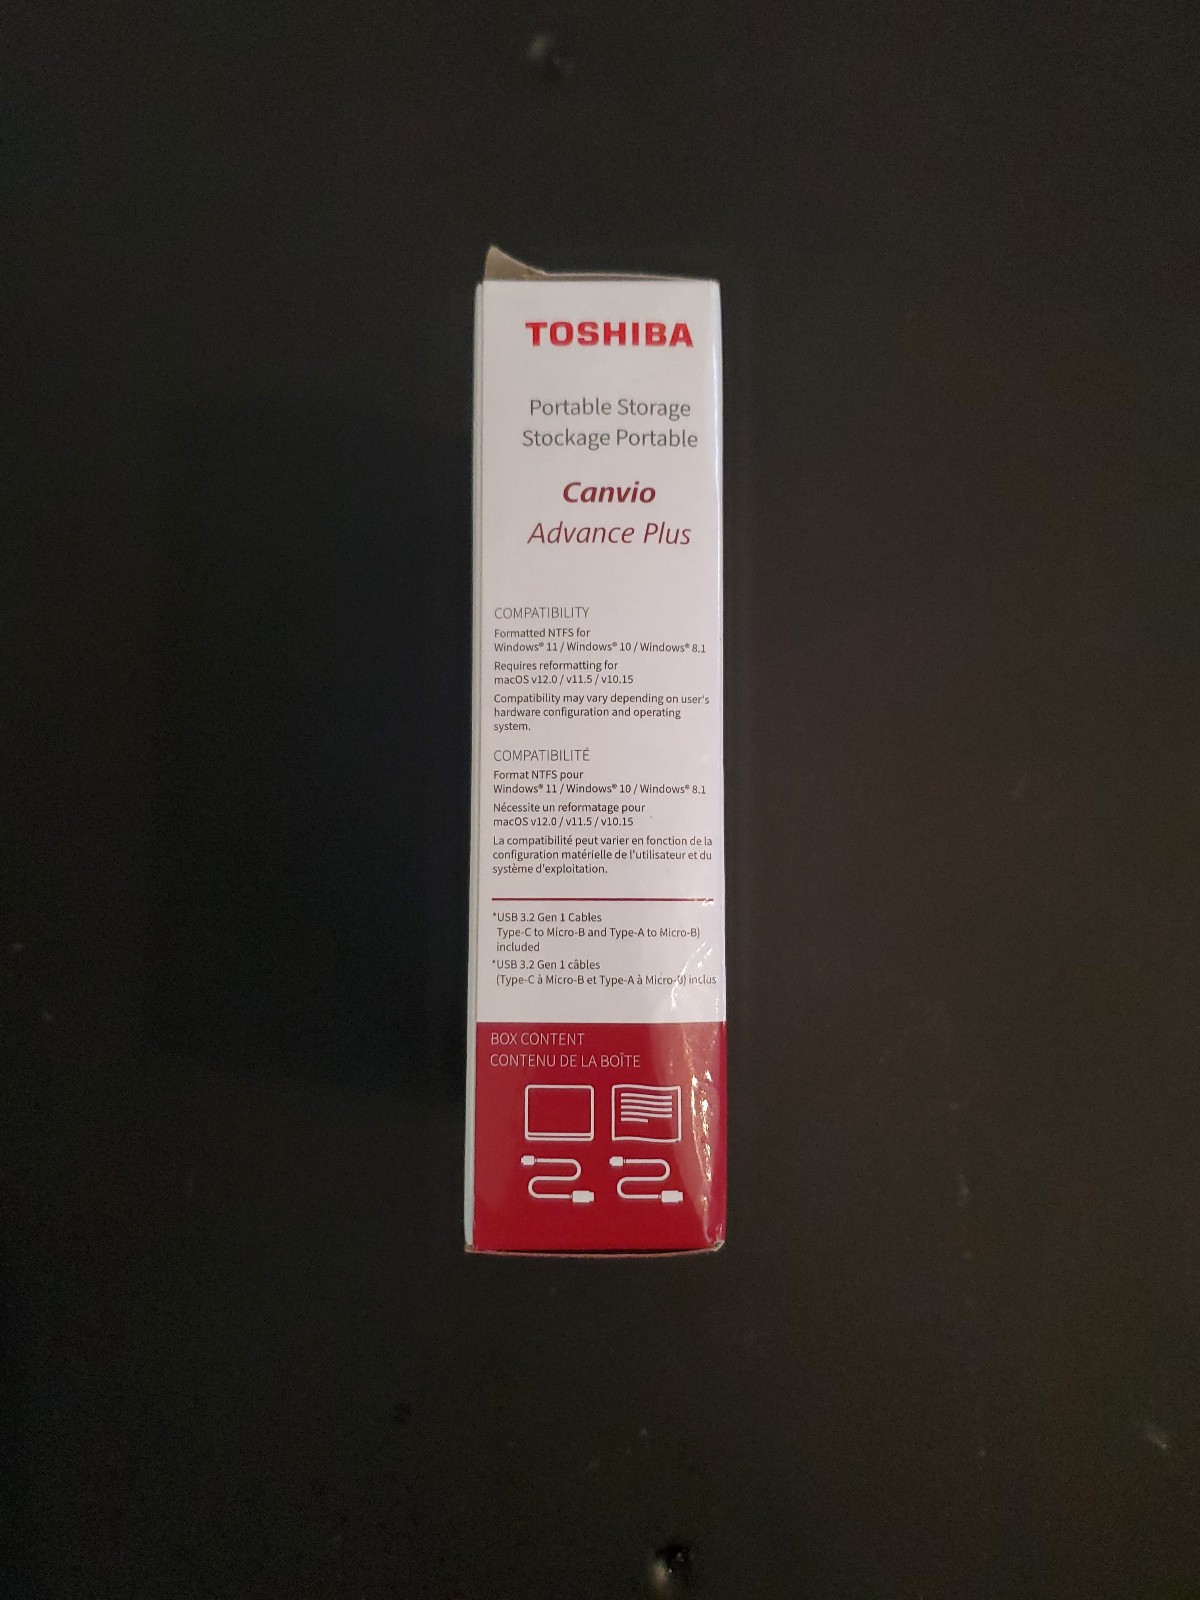 TOSHIBA
Portable Storage
Stockage Portable
Canvio
Advance Plus
COMPATIBILITY
Formatted NTFS for
Windows® 11 / Windows® 10 / Windows® 8.1
Requires reformatting for
macOS v12.0 / v11.5 / v10.15
Compatibility may vary depending on user's
hardware configuration and operating
system.
COMPATIBILITÉ
Format NTFS pour
Windows® 11 / Windows® 10 / Windows® 8.1
Nécessite un reformatage pour
macOS v12.0 / v11.5 / v10.15
La compatibilité peut varier en fonction de la
configuration matérielle de l'utilisateur et du
système d'exploitation.
*USB 3.2 Gen 1 Cables
Type-C to Micro-B and Type-A to Micro-B)
included
*USB 3.2 Gen 1 câbles
(Type-C à Micro-B et Type-A à Micro-B) inclus
BOX CONTENT
CONTENU DE LA BOÎTE